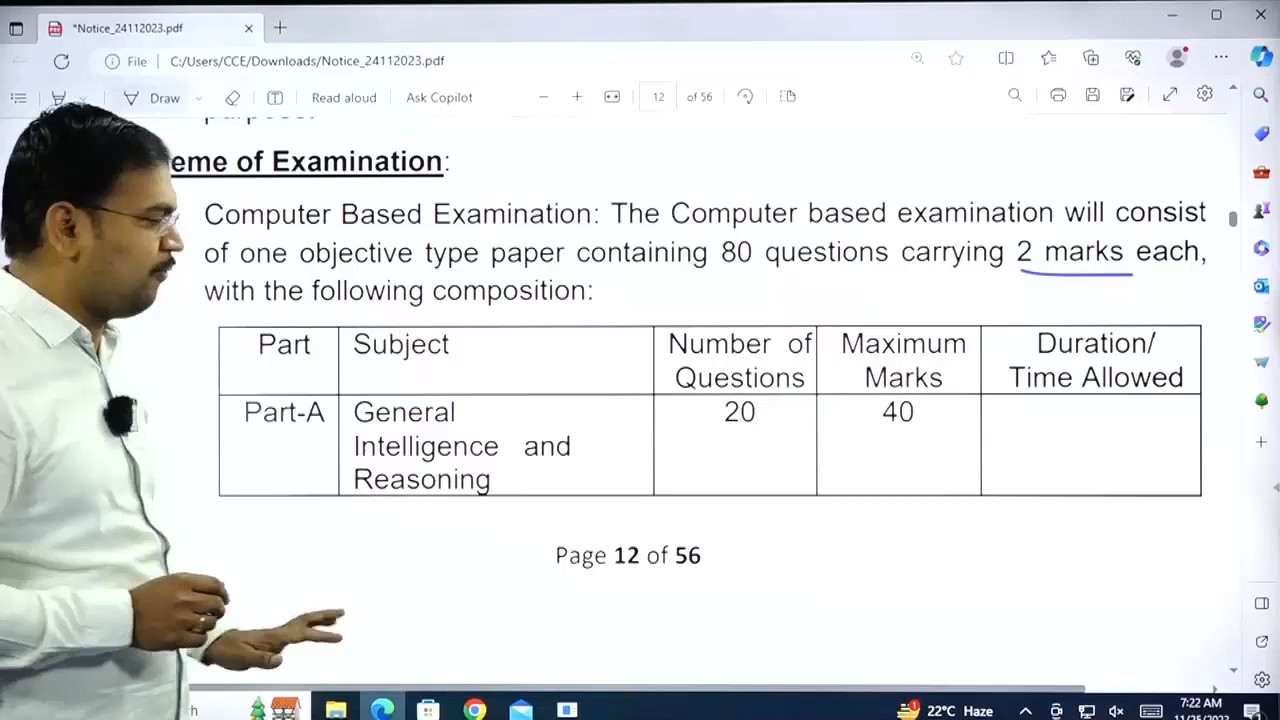 *Notice_24112023.pdf
File C:/Users/CCE/Downloads/Notice_24112023.pdf
Draw Read aloud Ask Copilot 12 of 56
eme of Examination:
Computer Based Examination: The Computer based examination will consist
of one objective type paper containing 80 questions carrying 2 marks each,
with the following composition:
Part Subject Number of Questions Maximum Marks Duration/ Time Allowed
Part-A General Intelligence and Reasoning 20 40
Page 12 of 56
22°C Haze 7:22 AM